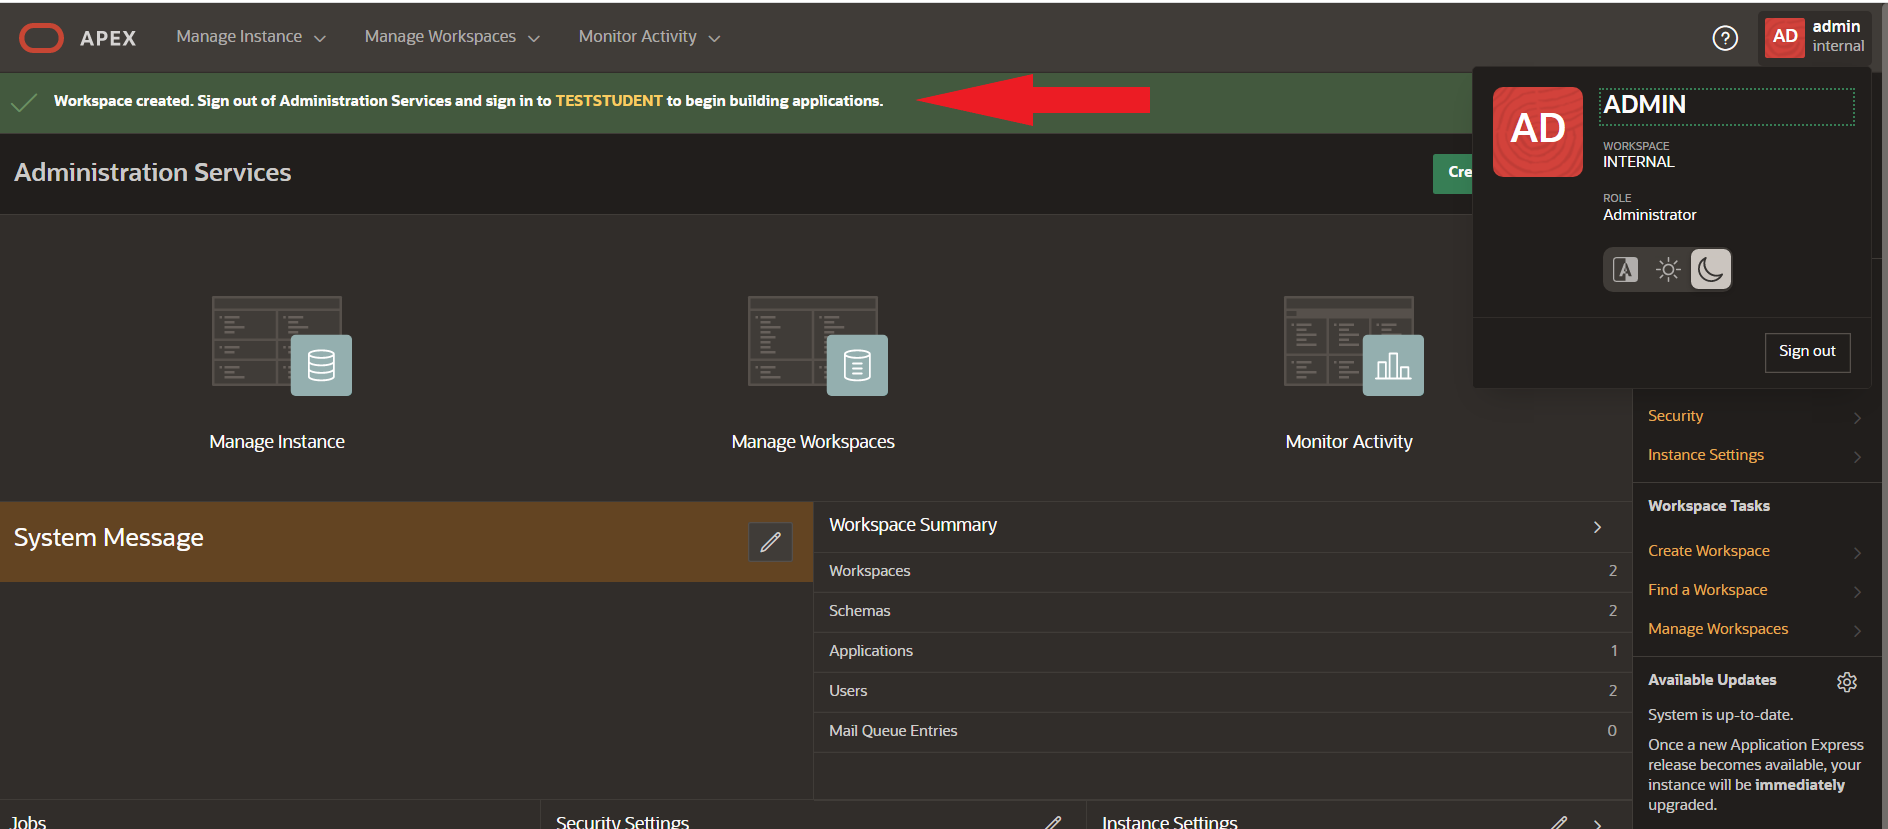 APEX
Manage Instance
Manage Workspaces
Monitor Activity
?
AD
admin
internal
Workspace created. Sign out of Administration Services and sign in to TESTSTUDENT to begin building applications.
AD
ADMIN
WORKSPACE
INTERNAL
ROLE
Administrator
Sign out
Administration Services
Cre
Manage Instance
Manage Workspaces
Monitor Activity
Security
Instance Settings
Workspace Tasks
Create Workspace
Find a Workspace
Manage Workspaces
Available Updates
System is up-to-date.
Once a new Application Express
release becomes available, your
instance will be immediately
upgraded.
System Message
Workspace Summary
Workspaces 2
Schemas 2
Applications 1
Users 2
Mail Queue Entries 0
Jobs
Security Settings
Instance Settings